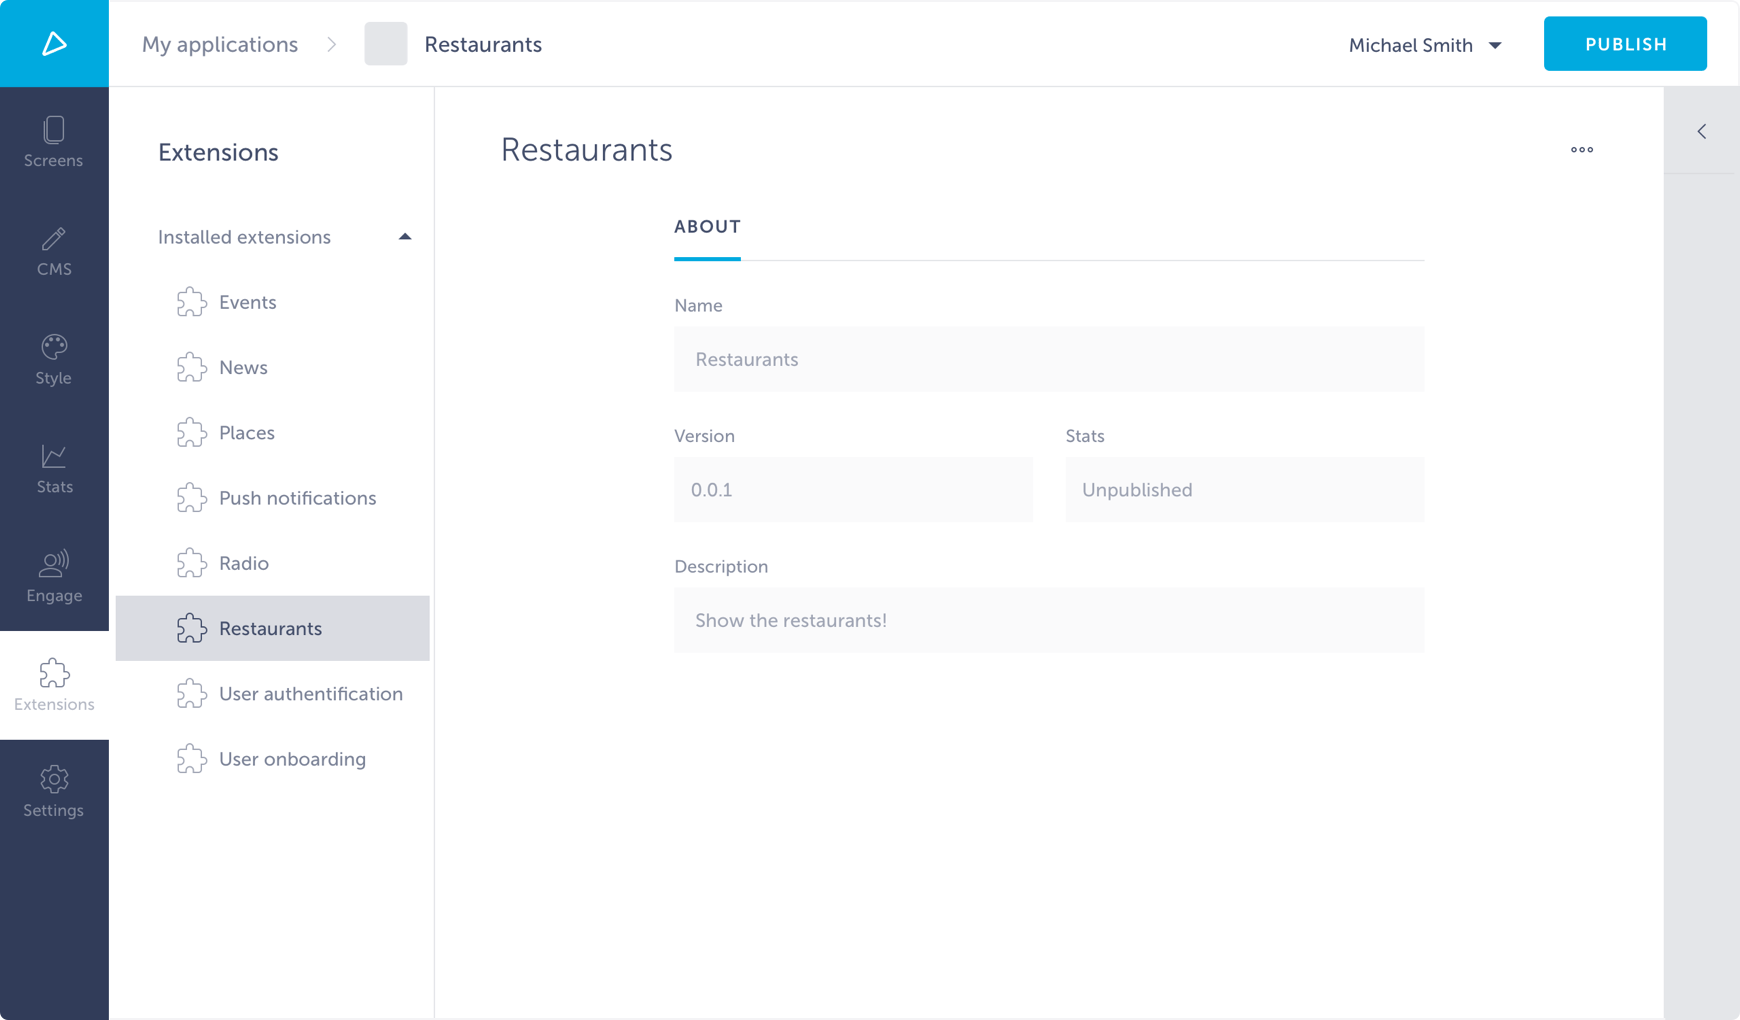 My applications
Restaurants
Michael Smith
PUBLISH
Screens
CMS
Style
Stats
Engage
Extensions
Settings
Extensions
Installed extensions
Events
News
Places
Push notifications
Radio
Restaurants
User authentification
User onboarding
Restaurants
ABOUT
Name
Restaurants
Version
Stats
0.0.1
Unpublished
Description
Show the restaurants!